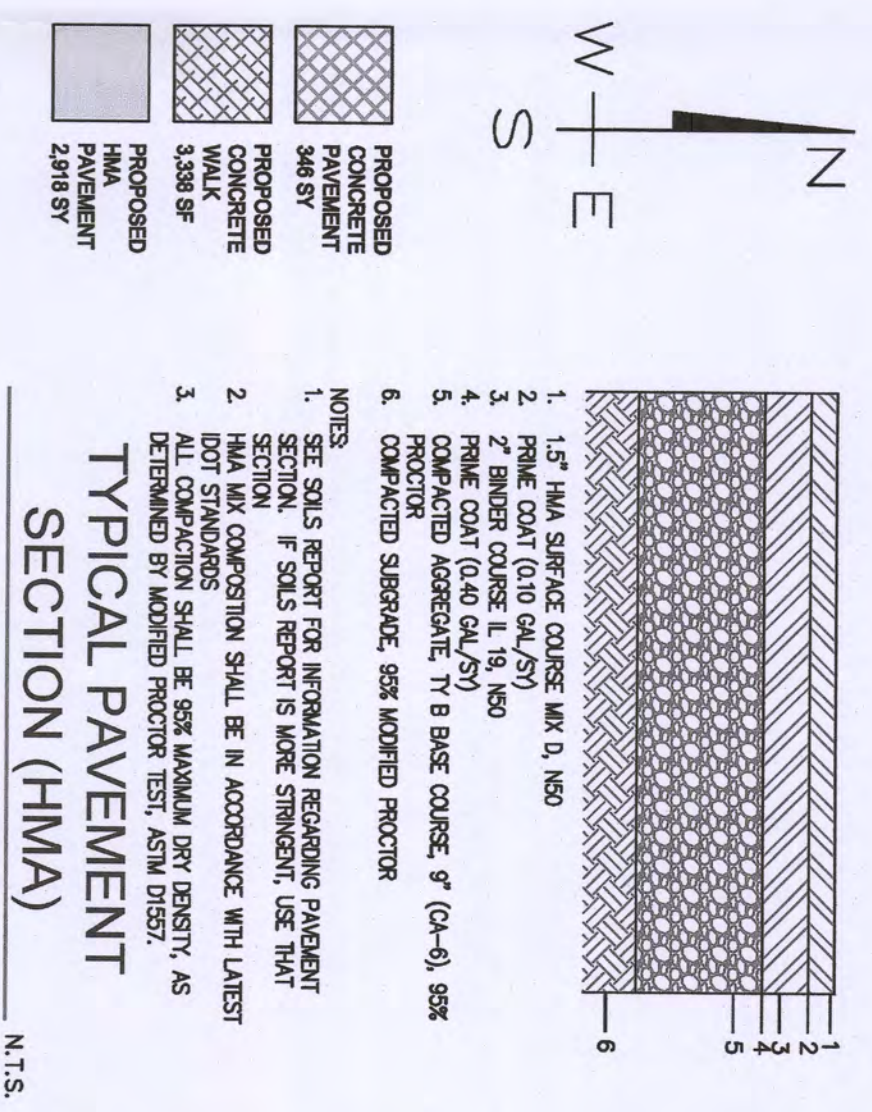 N
W
E
S
PROPOSED
CONCRETE
PAVEMENT
346 SY
PROPOSED
CONCRETE
WALK
3,338 SF
PROPOSED
HMA
PAVEMENT
2,918 SY
1
2
3
4
5
6
1. 1.5" HMA SURFACE COURSE MIX D, N50
2 PRIME COAT (0.10 GAL/SY)
3. 2" BINDER COURSE IL 19, N50
4. PRIME COAT (0.40 GAL/SY)
5. COMPACTED AGGREGATE, TY B BASE COURSE, 9" (CA-6), 95%
PROCTOR
6. COMPACTED SUBGRADE, 95% MODIFIED PROCTOR
NOTES:
1. SEE SOILS REPORT FOR INFORMATION REGARDING PAVEMENT
SECTION. IF SOILS REPORT IS MORE STRINGENT, USE THAT
SECTION
2. HMA MIX COMPOSITION SHALL BE IN ACCORDANCE WITH LATEST
IDOT STANDARDS
3. ALL COMPACTION SHALL BE 95% MAXIMUM DRY DENSITY, AS
DETERMINED BY MODIFIED PROCTOR TEST, ASTM D1557.
TYPICAL PAVEMENT
SECTION (HMA)
N.T.S.